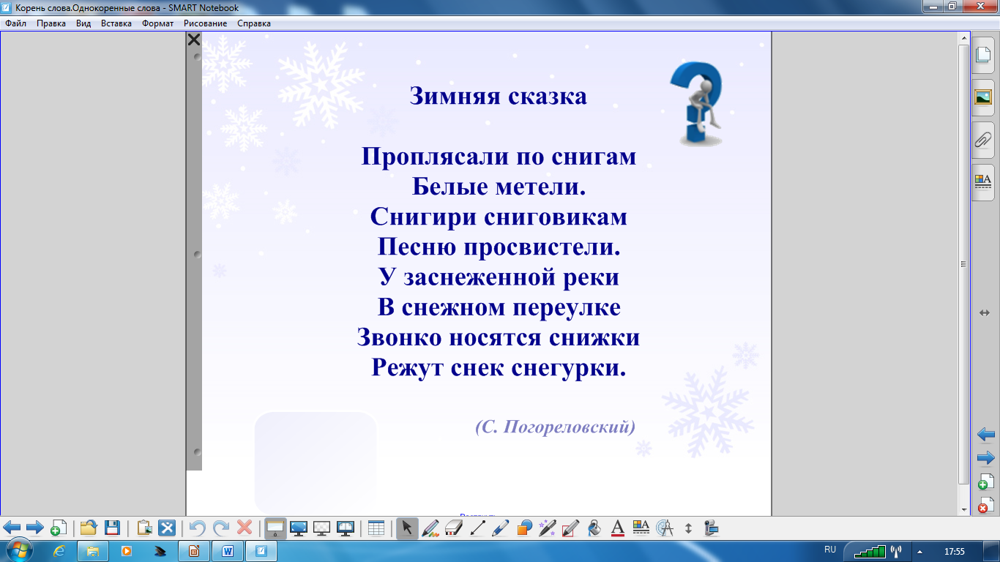 Корень слова.Однокоренные слова - SMART Notebook
Файл Правка Вид Вставка Формат Рисование Справка
Зимняя сказка
Проплясали по снигам
Белые метели.
Снигири сниговикам
Песню просвистели.
У заснеженной реки
В снежном переулке
Звонко носятся снижки
Режут снек снегурки.
(С. Погореловский)
RU
17:55